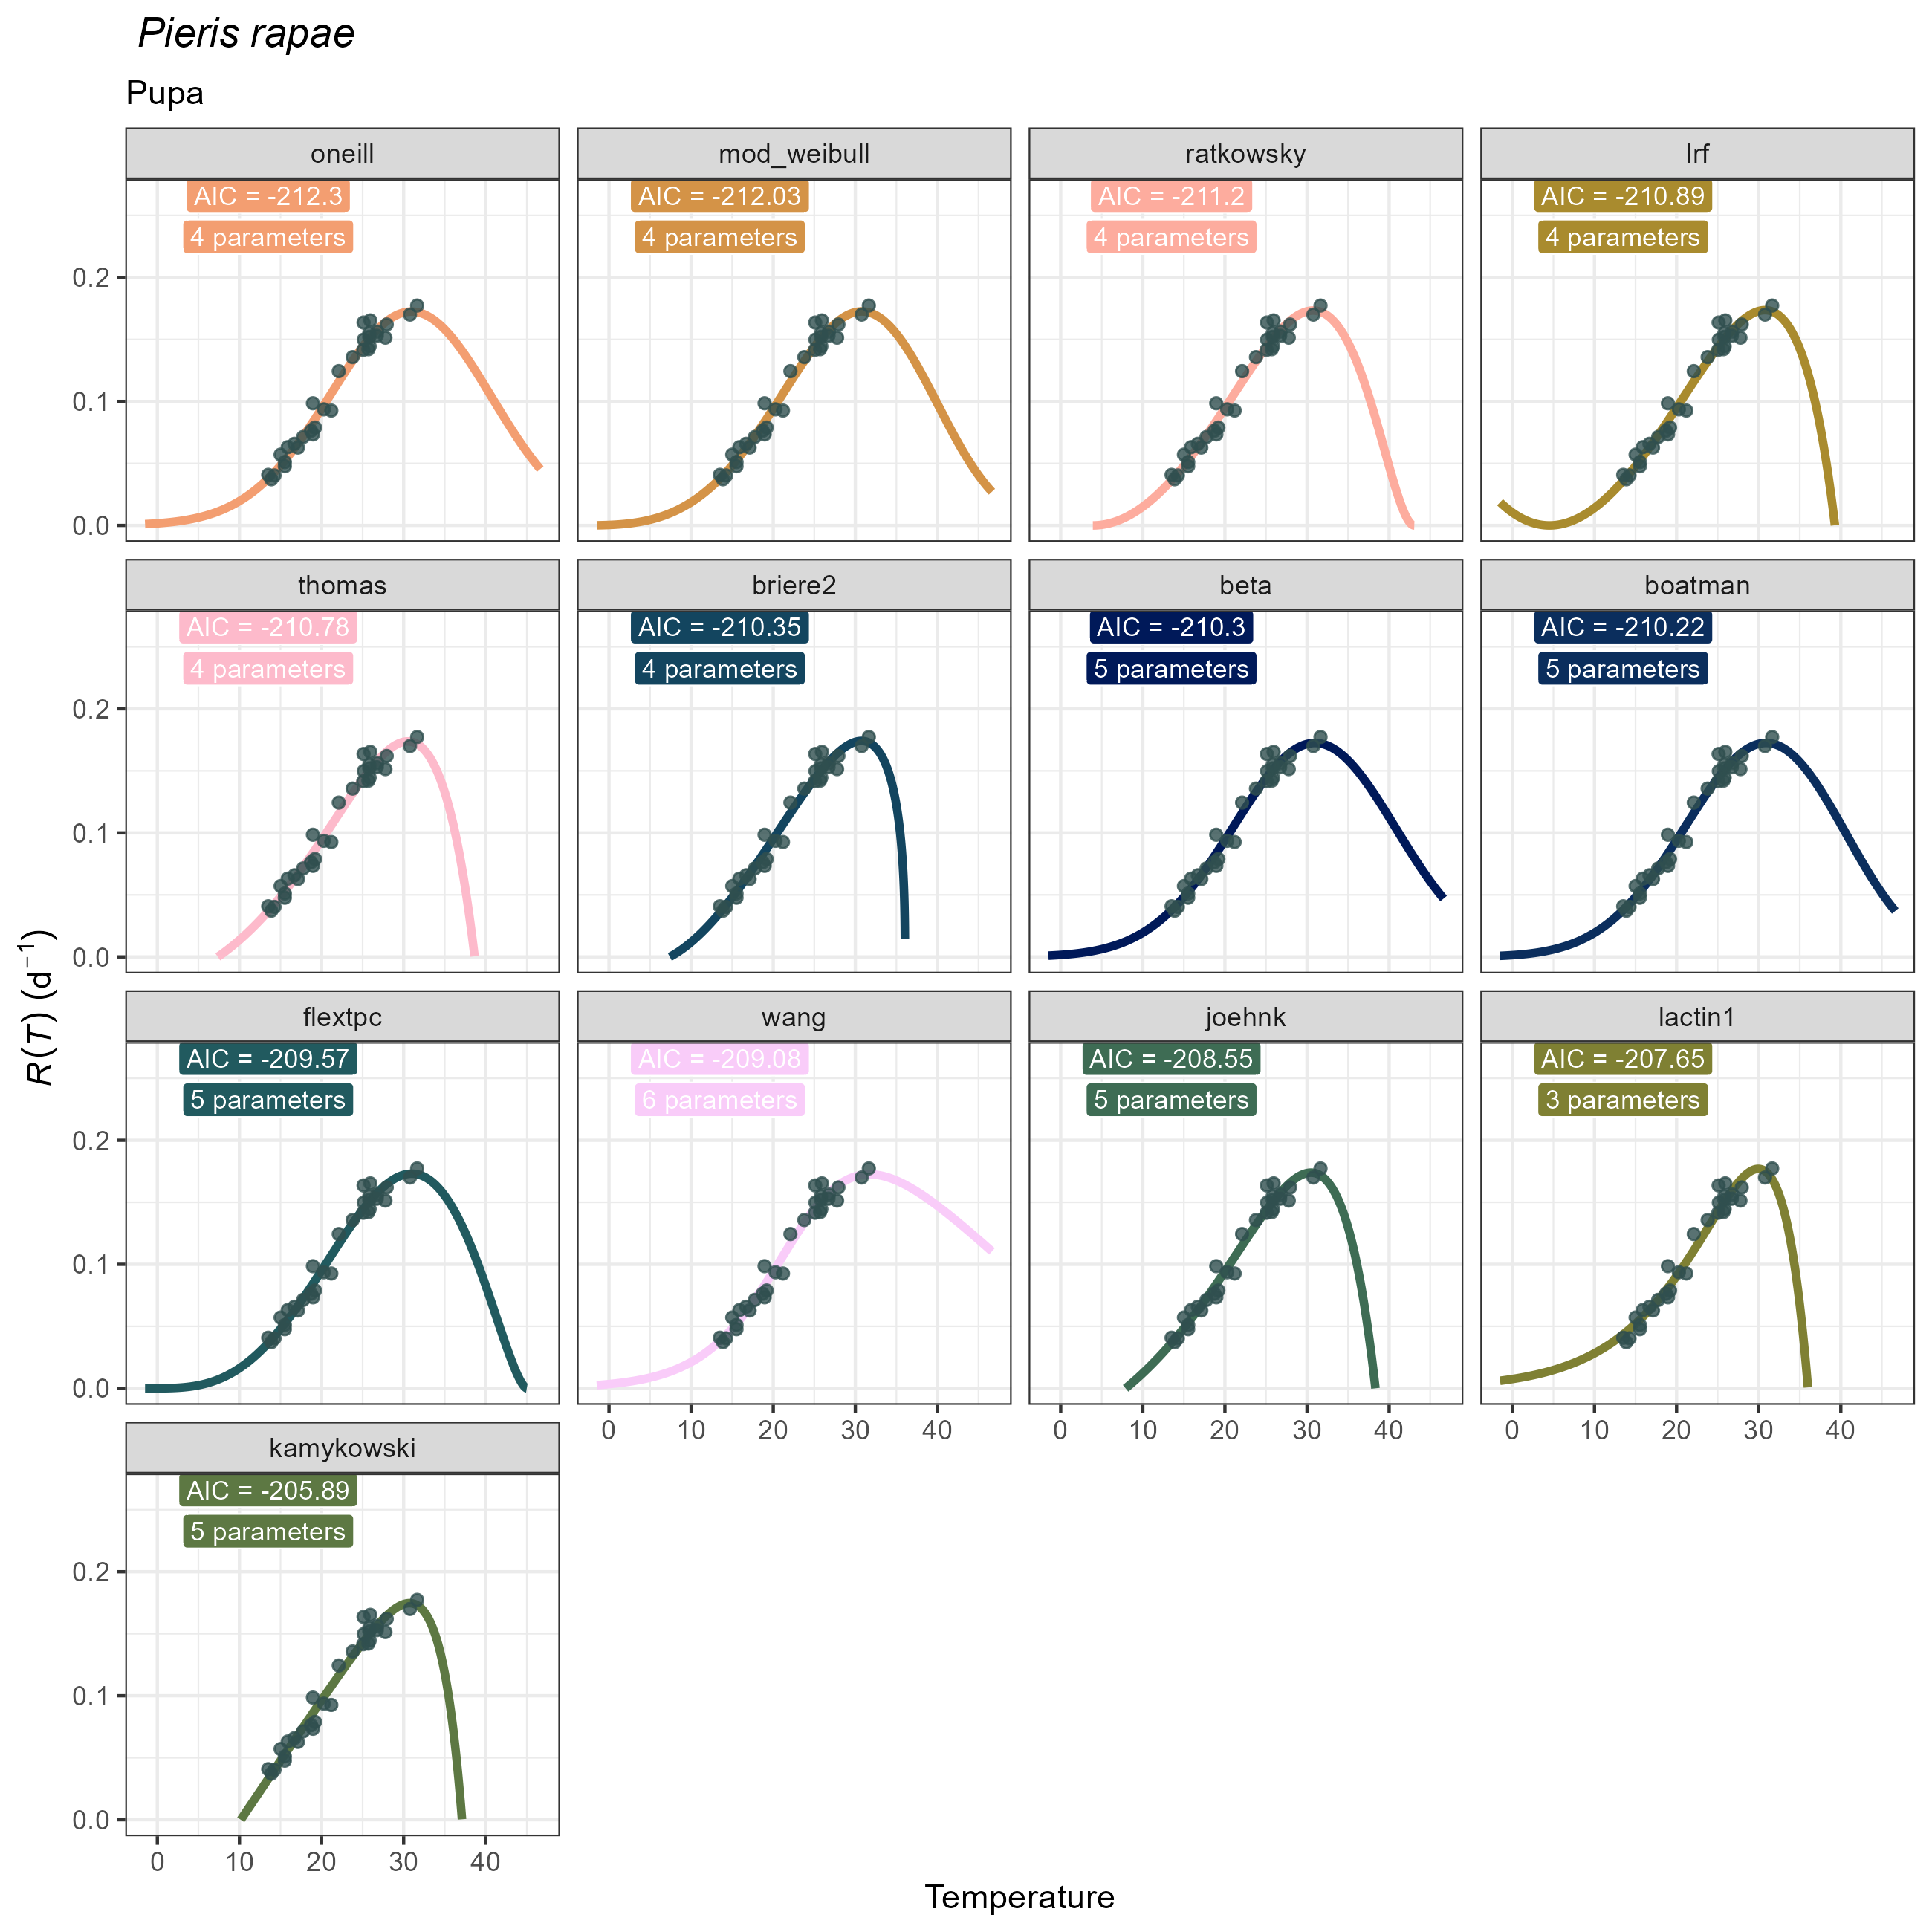 Pieris rapae
Pupa
oneill
mod_weibull
ratkowsky
lrf
AIC = -212.3
AIC = -212.03
AIC = -211.2
AIC = -210.89
4 parameters
4 parameters
4 parameters
4 parameters
0.2
0.1
0.0
thomas
briere2
beta
boatman
AIC = -210.78
AIC = -210.35
AIC = -210.3
AIC = -210.22
4 parameters
4 parameters
5 parameters
5 parameters
0.2
0.1
0.0
R(T) (d⁻¹)
flextpc
wang
joehnk
lactin1
AIC = -209.57
AIC = -209.08
AIC = -208.55
AIC = -207.65
5 parameters
6 parameters
5 parameters
3 parameters
0.2
0.1
0.0
0 10 20 30 40
0 10 20 30 40
0 10 20 30 40
kamykowski
AIC = -205.89
5 parameters
0.2
0.1
0.0
0 10 20 30 40
Temperature